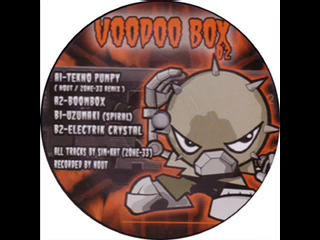 VOODOO BOX
02
A1-TEKNO PUMPY
( NOUT / ZONE-33 REMIX )
A2-BOOMBOX
B1-UZUMAKI (SPIRAL)
B2-ELECTRIK CRYSTAL
ALL TRACKS BY SIM*KAT (ZONE-33)
RECORDED BY NOUT